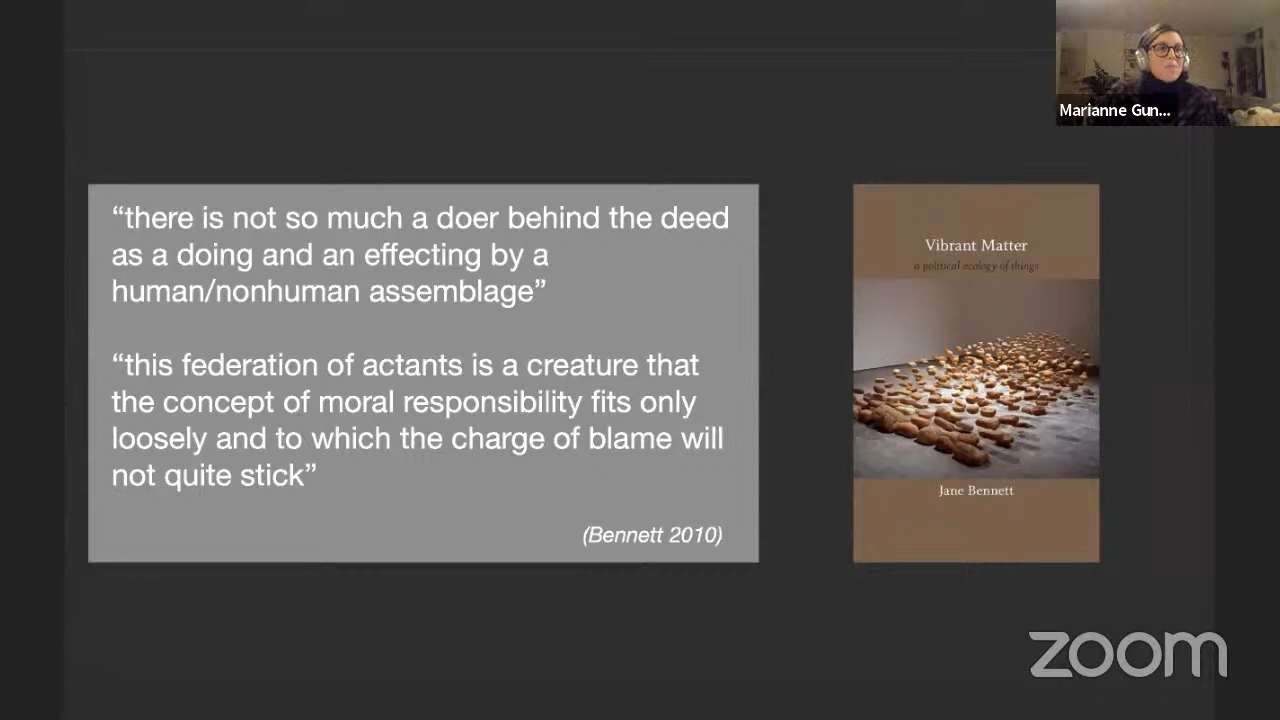 Marianne Gun...
“there is not so much a doer behind the deed
as a doing and an effecting by a
human/nonhuman assemblage”
“this federation of actants is a creature that
the concept of moral responsibility fits only
loosely and to which the charge of blame will
not quite stick”
(Bennett 2010)
Vibrant Matter
a political ecology of things
Jane Bennett
zoom